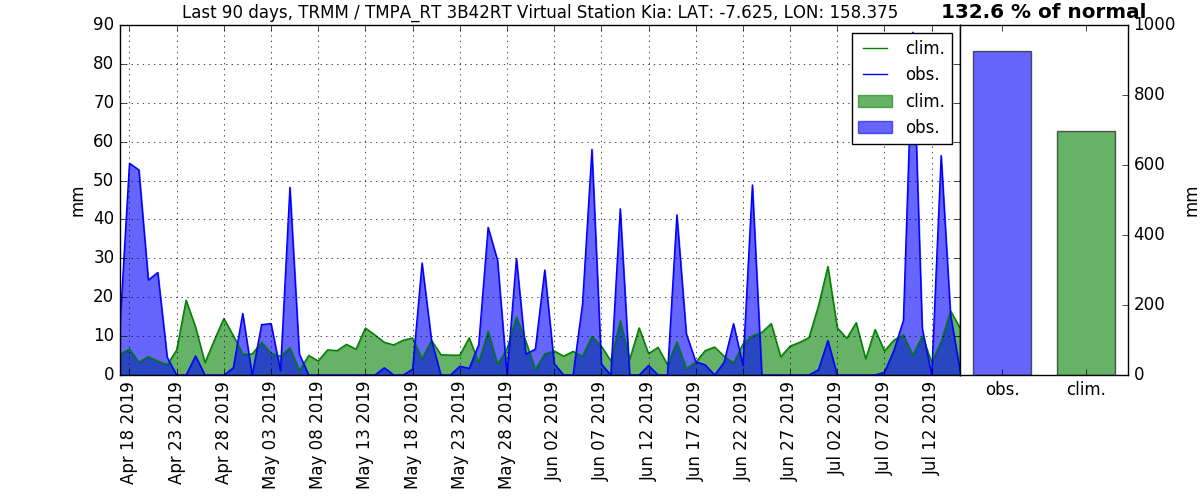 Last 90 days, TRMM / TMPA_RT 3B42RT Virtual Station Kia: LAT: -7.625, LON: 158.375
132.6 % of normal
90
80
70
60
50
40
30
20
10
0
mm
clim.
obs.
clim.
obs.
1000
800
600
400
200
0
mm
obs.
clim.
Apr 18 2019
Apr 23 2019
Apr 28 2019
May 03 2019
May 08 2019
May 13 2019
May 18 2019
May 23 2019
May 28 2019
Jun 02 2019
Jun 07 2019
Jun 12 2019
Jun 17 2019
Jun 22 2019
Jun 27 2019
Jul 02 2019
Jul 07 2019
Jul 12 2019